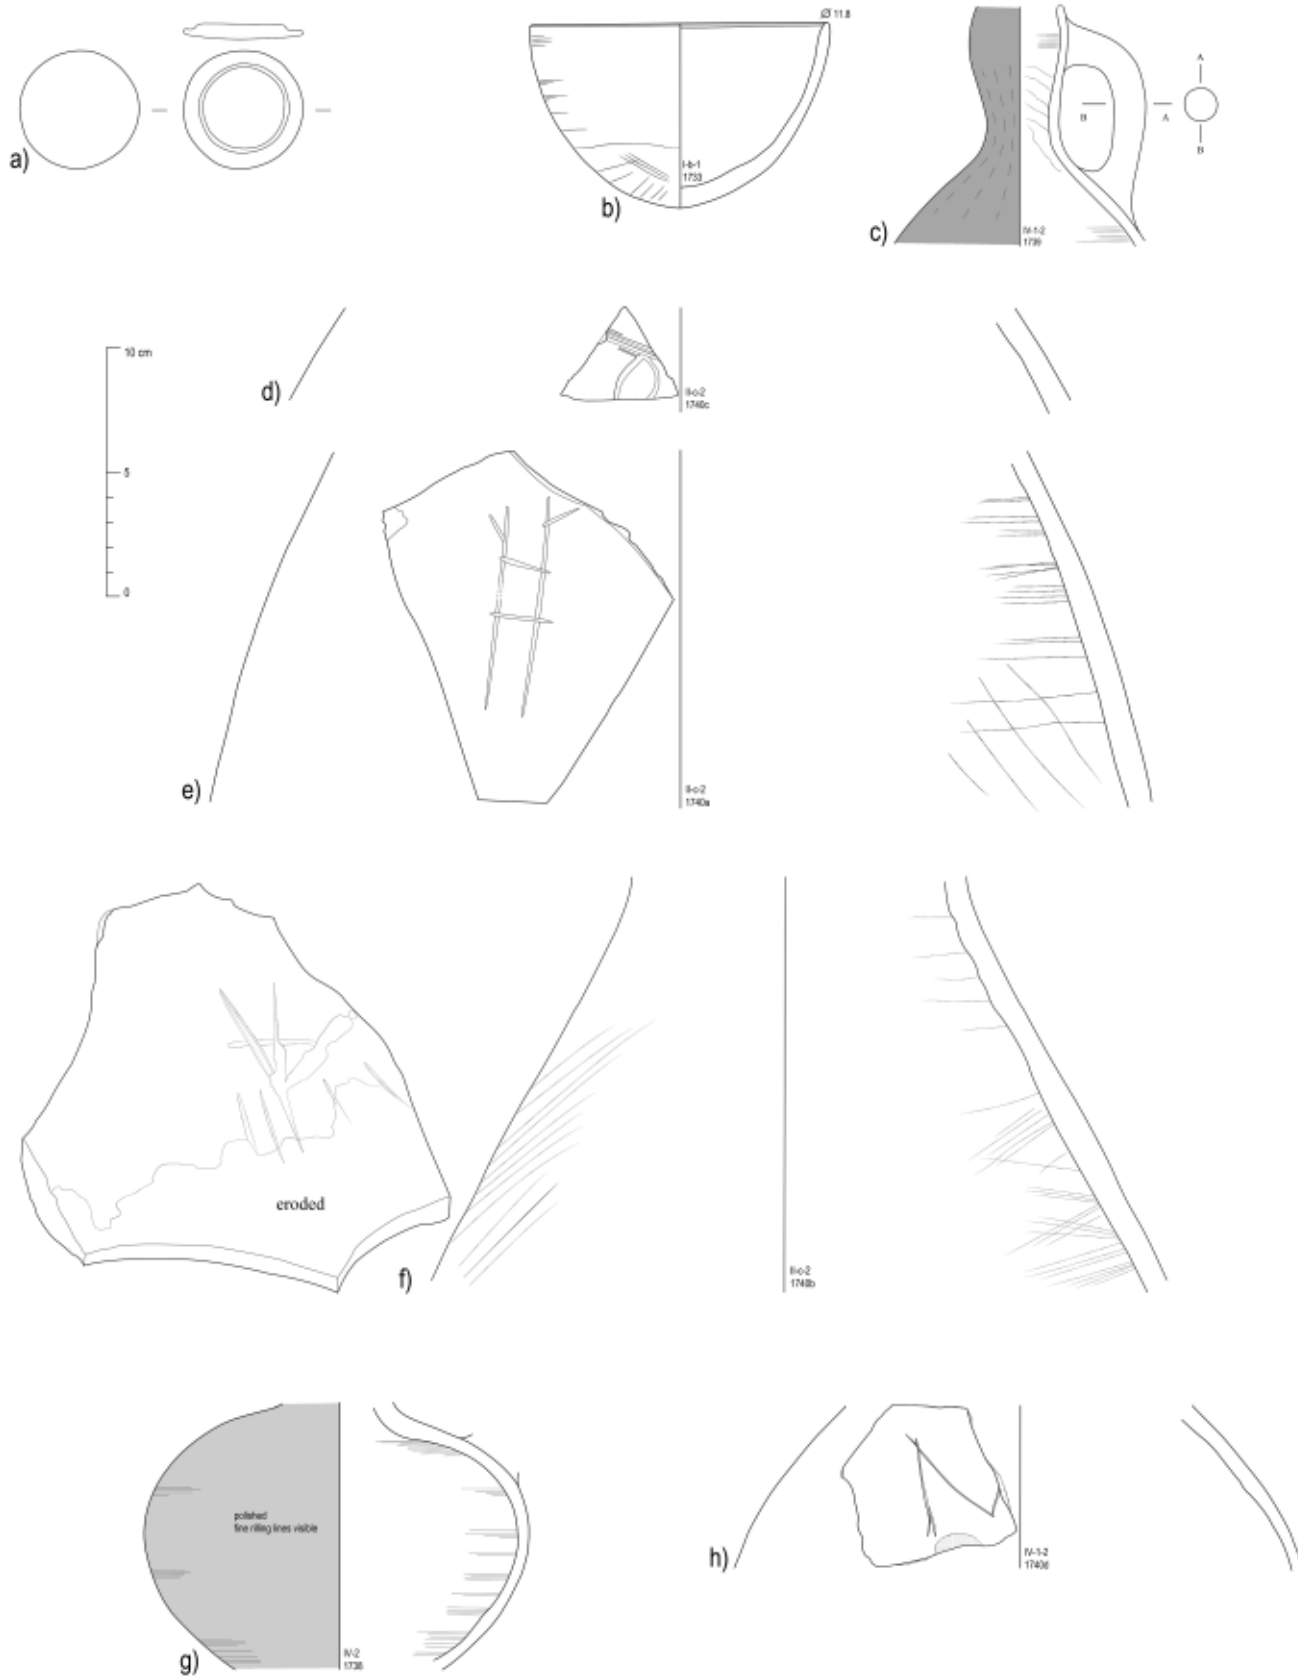 a)
Ø 11.8
I-b-1
1733
b)
A
B
A
B
IV-1-2
1739
c)
10 cm
5
0
II-c-2
1740c
d)
II-c-2
1740a
e)
eroded
II-c-2
1740b
f)
polished
fine rilling lines visible
IV-2
1738
g)
IV-1-2
1740d
h)